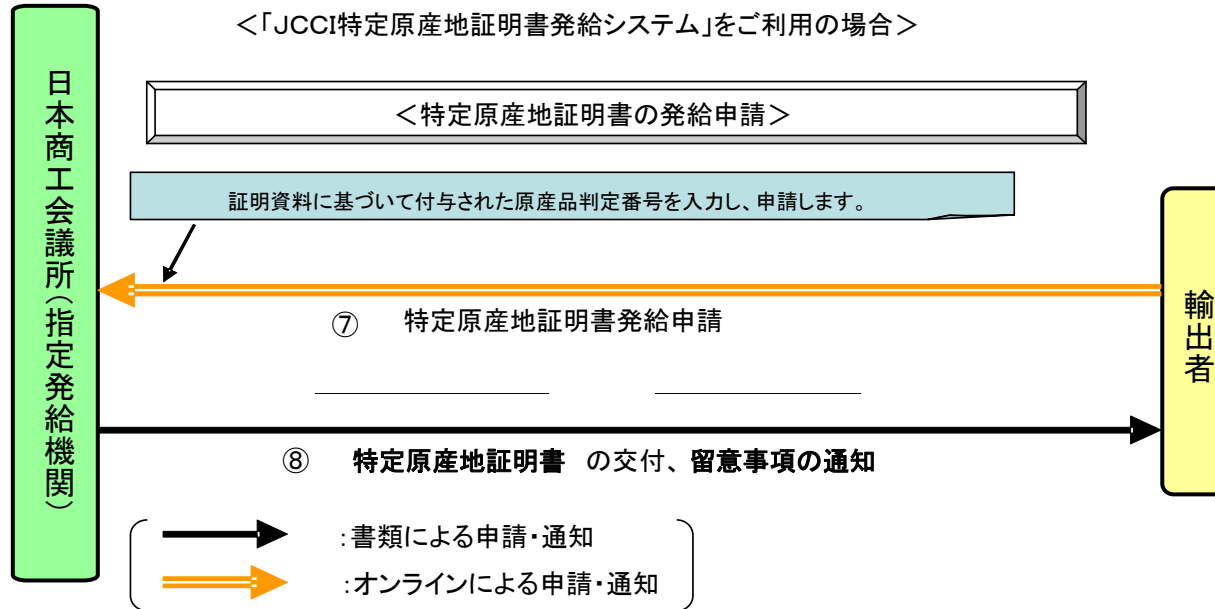 <「JCCI特定原産地証明書発給システム」をご利用の場合>
日本商工会議所(指定発給機関)
<特定原産地証明書の発給申請>
証明資料に基づいて付与された原産品判定番号を入力し、申請します。
輸出者
⑦ 特定原産地証明書発給申請
⑧ 特定原産地証明書 の交付、留意事項の通知
:書類による申請・通知
:オンラインによる申請・通知